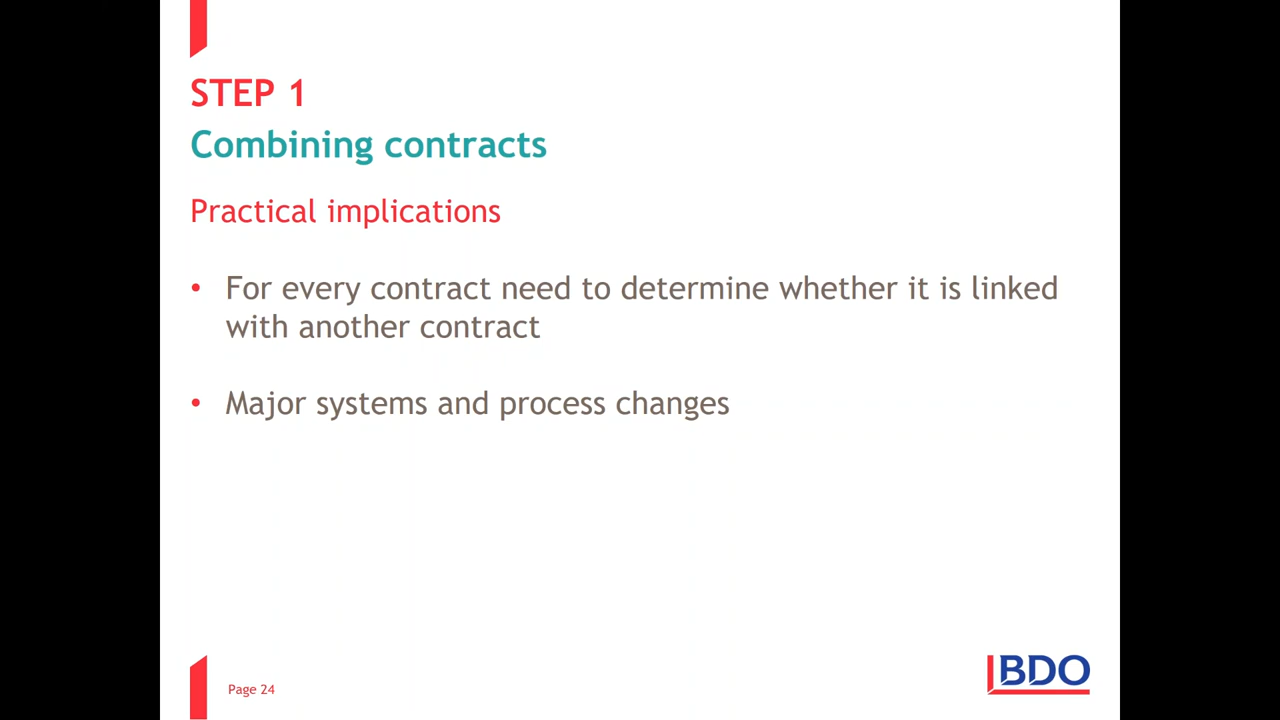 STEP 1
Combining contracts
Practical implications
• For every contract need to determine whether it is linked
with another contract
• Major systems and process changes
Page 24
BDO